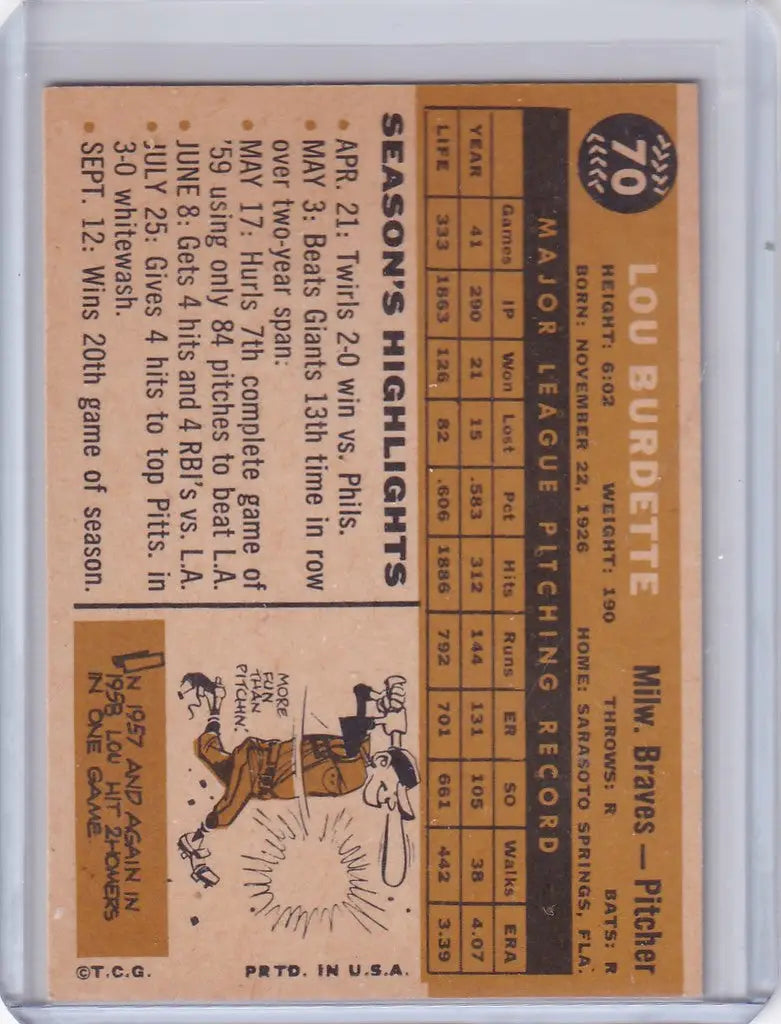 70
LOU BURDETTE
Milw. Braves — Pitcher
HEIGHT: 6:02 WEIGHT: 190 THROWS: R BATS: R
BORN: NOVEMBER 22, 1926 HOME: SARASOTO SPRINGS, FLA.
MAJOR LEAGUE PITCHING RECORD
Games IP Won Lost Pct Hits Runs ER SO Walks ERA
YEAR 41 290 21 15 .583 312 144 131 105 38 4.07
LIFE 333 1863 126 82 .606 1886 792 701 661 442 3.39
SEASON'S HIGHLIGHTS
• APR. 21: Twirls 2-0 win vs. Phils.
• MAY 3: Beats Giants 13th time in row
over two-year span:
• MAY 17: Hurls 7th complete game of
'59 using only 84 pitches to beat L.A.
• JUNE 8: Gets 4 hits and 4 RBI's vs. L.A.
• JULY 25: Gives 4 hits to top Pitts. in
3-0 whitewash.
• SEPT. 12: Wins 20th game of season.
MORE
FUN
THAN
PITCHIN'
IN 1957 AND AGAIN IN
1958 LOU HIT 2 HOMERS
IN ONE GAME.
©T.C.G. PRTD. IN U.S.A.